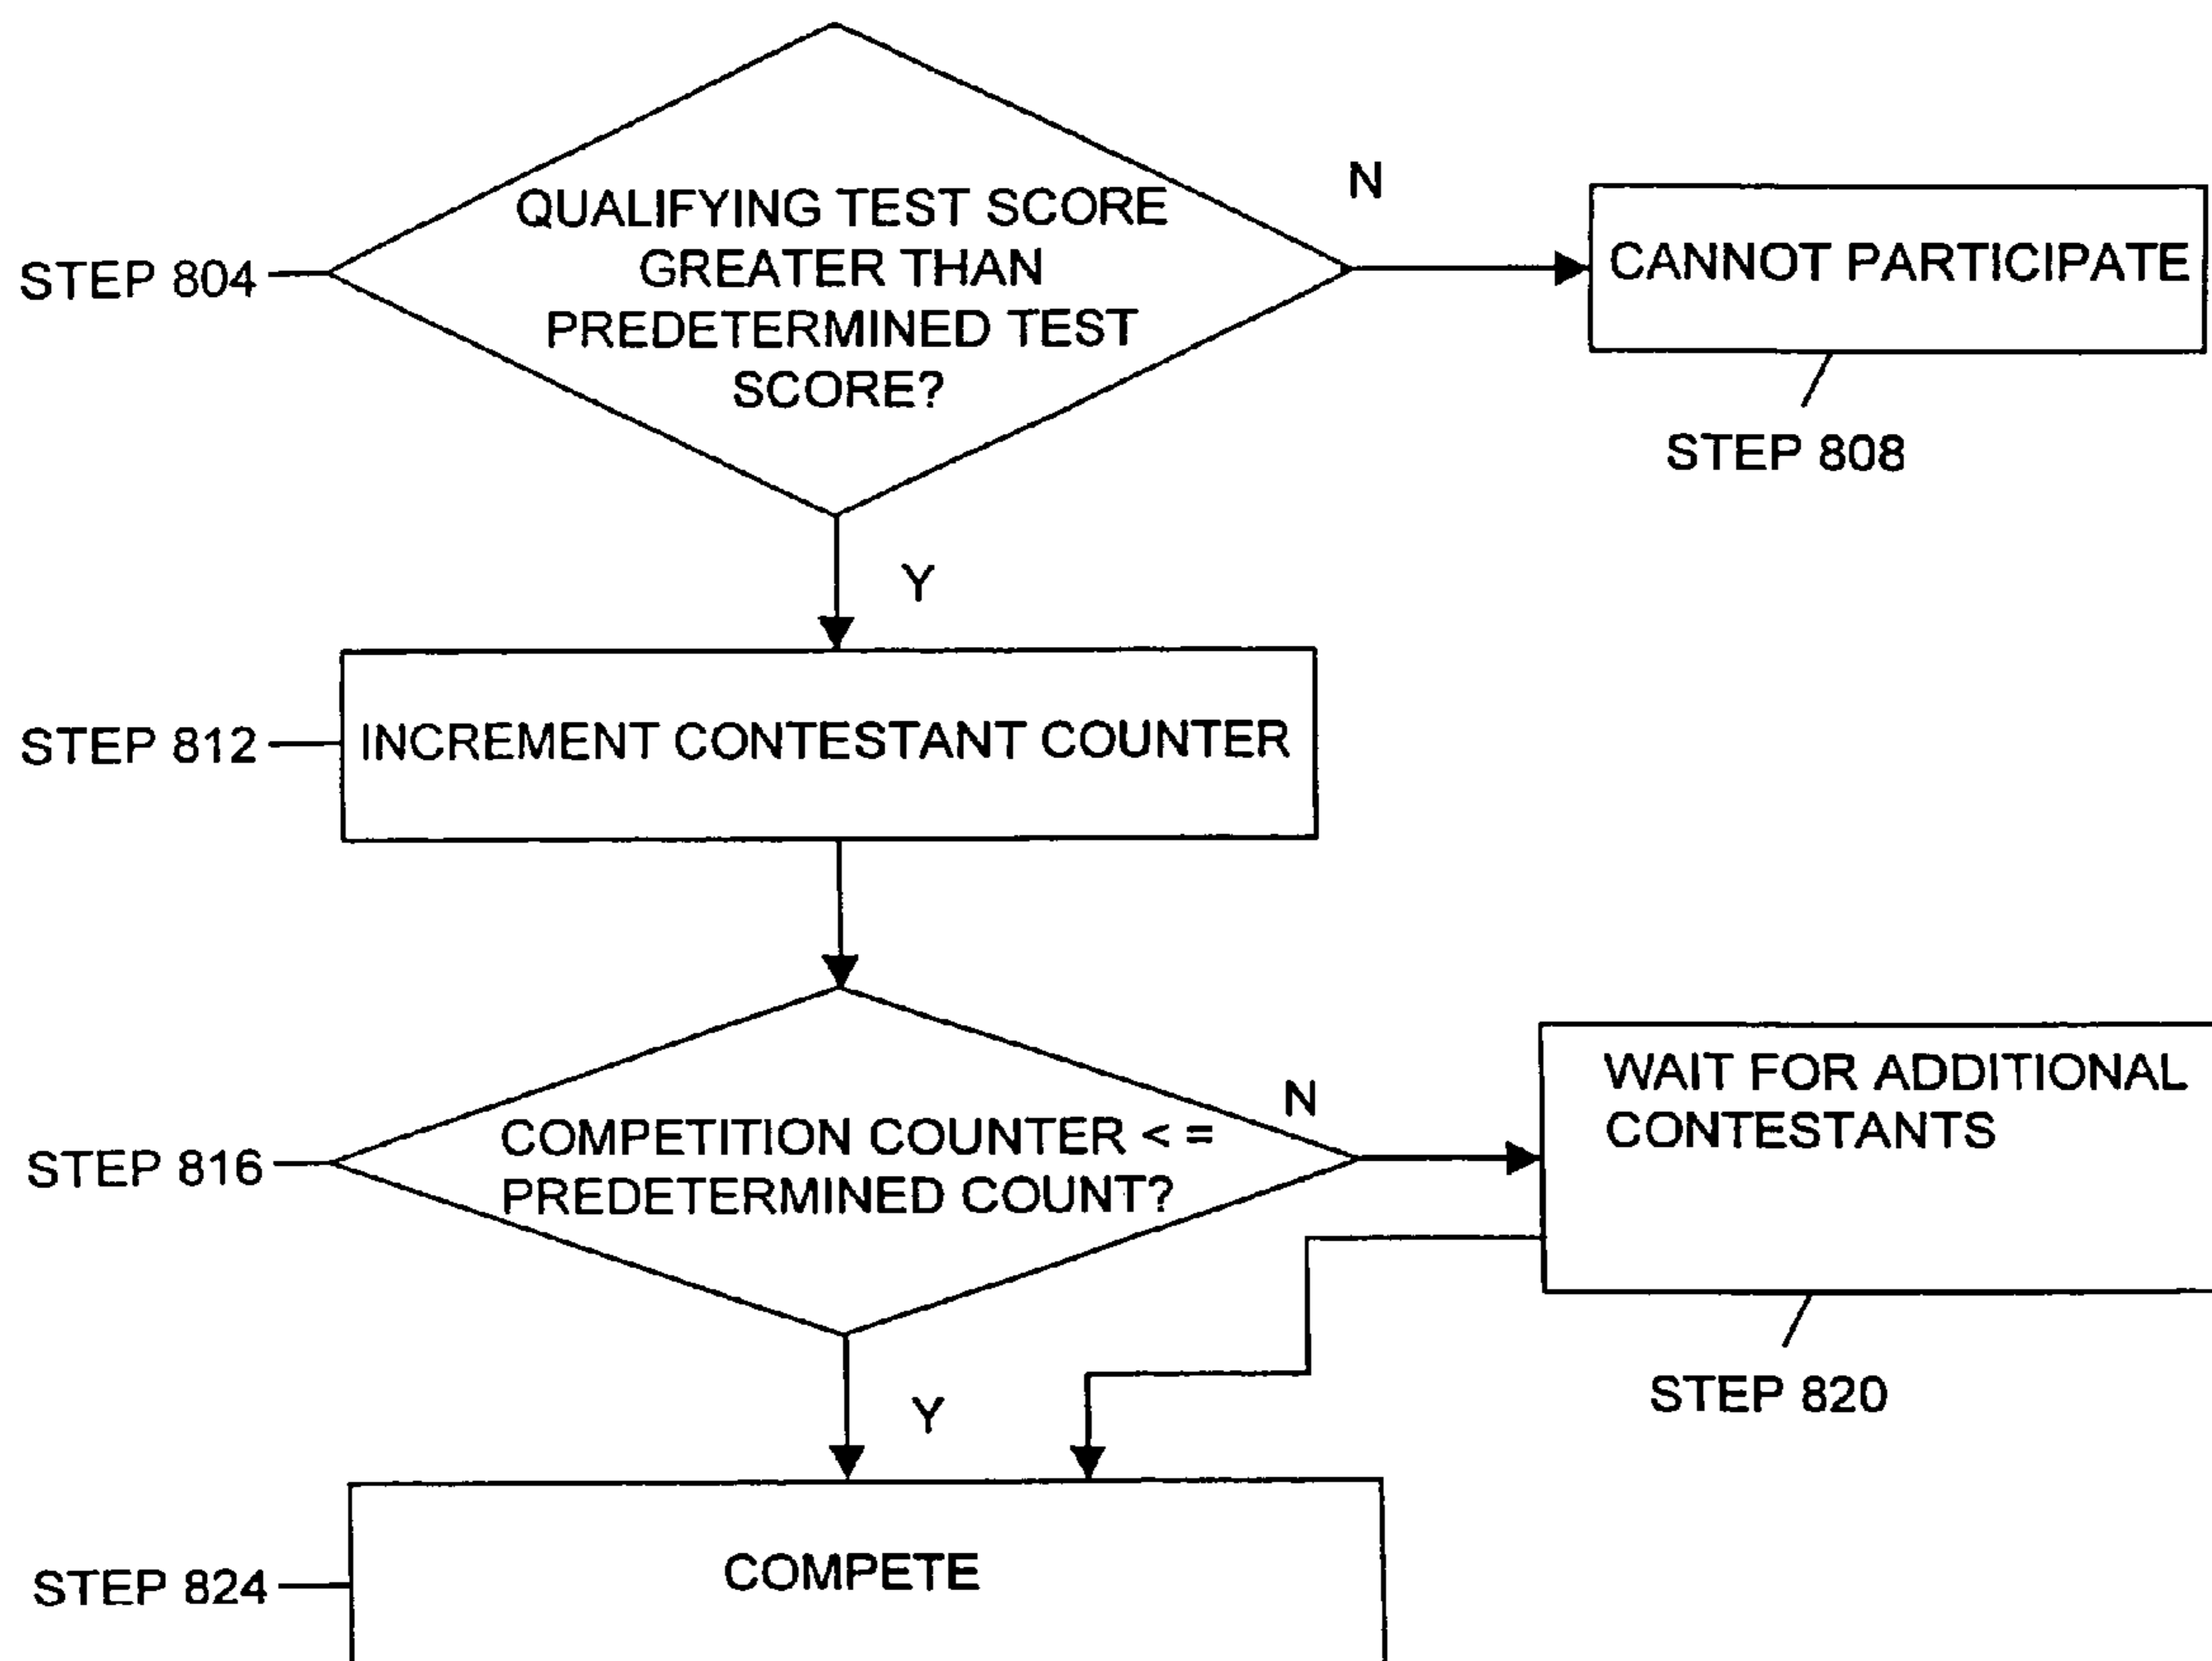 QUALIFYING TEST SCORE
GREATER THAN
PREDETERMINED TEST
SCORE?
STEP 804
N
CANNOT PARTICIPATE
STEP 808
Y
STEP 812
INCREMENT CONTESTANT COUNTER
STEP 816
COMPETITION COUNTER < =
PREDETERMINED COUNT?
N
WAIT FOR ADDITIONAL
CONTESTANTS
STEP 820
Y
STEP 824
COMPETE